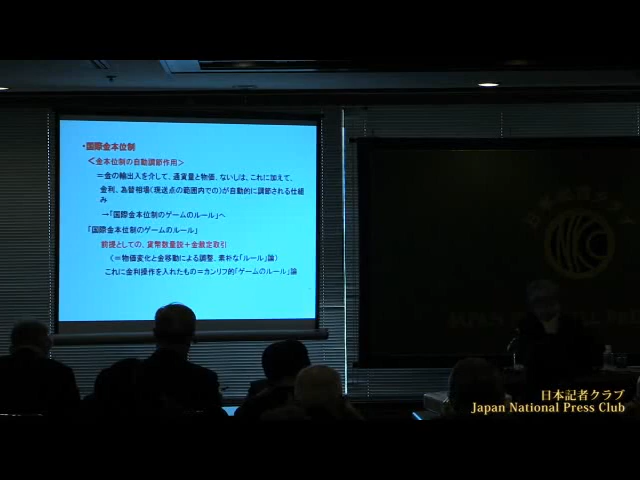 ・国際金本位制
＜金本位制の自動調節作用＞
＝金の輸出入を介して、通貨量と物価、ないしは、これに加えて、
金利、為替相場(現送点の範囲内での)が自動的に調節される仕組
み
→「国際金本位制のゲームのルール」へ
「国際金本位制のゲームのルール」
前提としての、貨幣数量説＋金裁定取引
(＝物価変化と金移動による調整、素朴な「ルール」論)
これに金利操作を入れたもの＝カンリフ的「ゲームのルール」論
日本記者クラブ
JAPAN
日本記者クラブ
Japan National Press Club